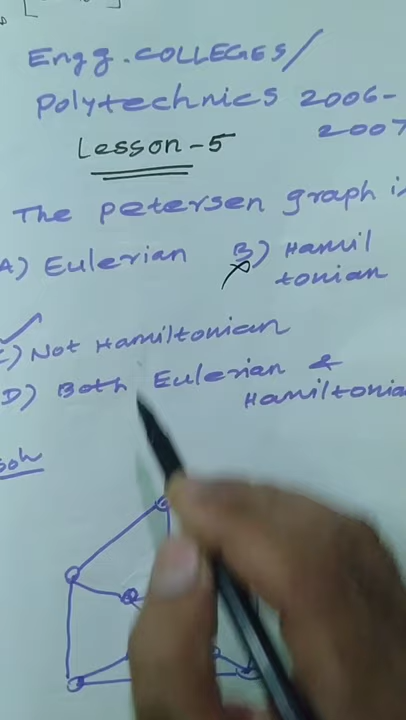 Engg. COLLEGES/
Polytechnics 2006-
2007
Lesson-5
The petersen graph is
A) Eulerian B) Hamil
tonian
C) Not Hamiltonian
D) Both Eulerian &
Hamiltonian
soln